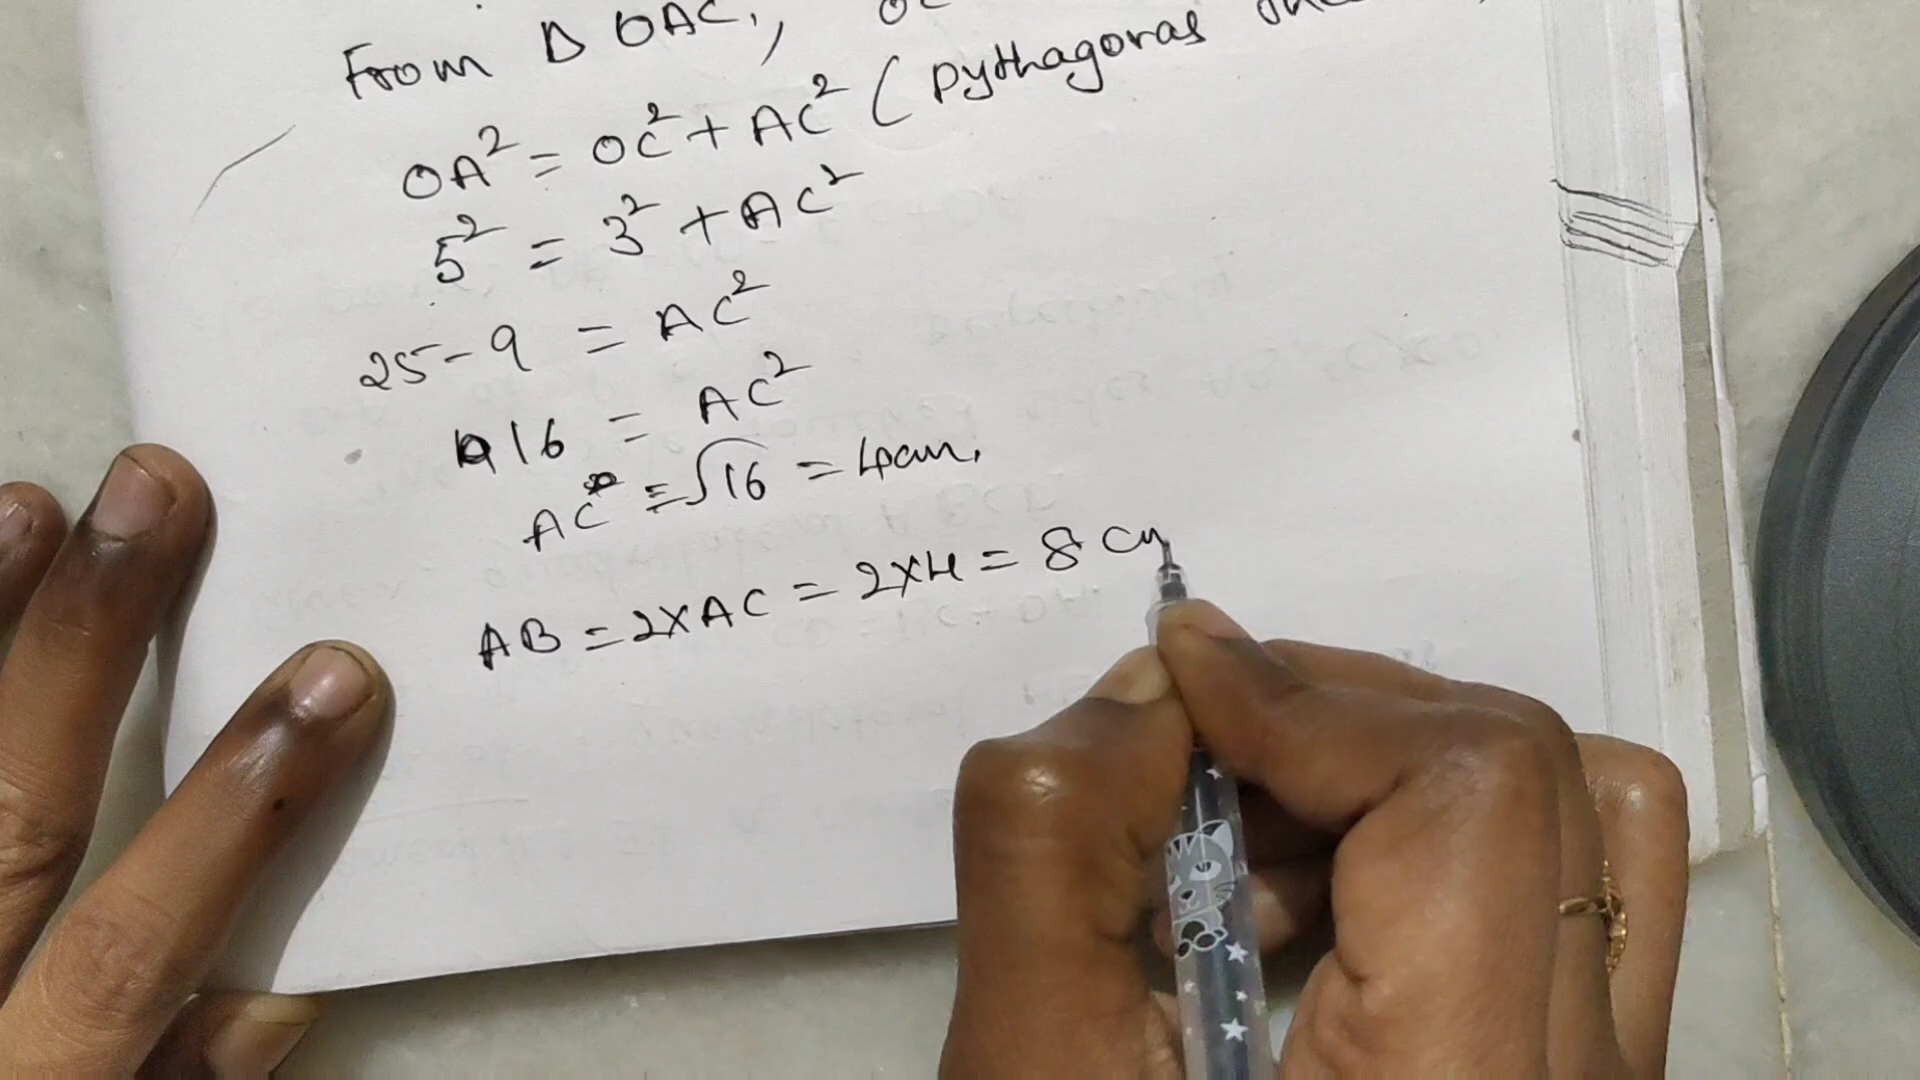 From Δ OAC, OC
OA² = OC² + AC² (Pythagoras
5² = 3² + AC²
25 - 9 = AC²
16 = AC²
AC = √16 = 4cm.
AB = 2×AC = 2×4 = 8 cm